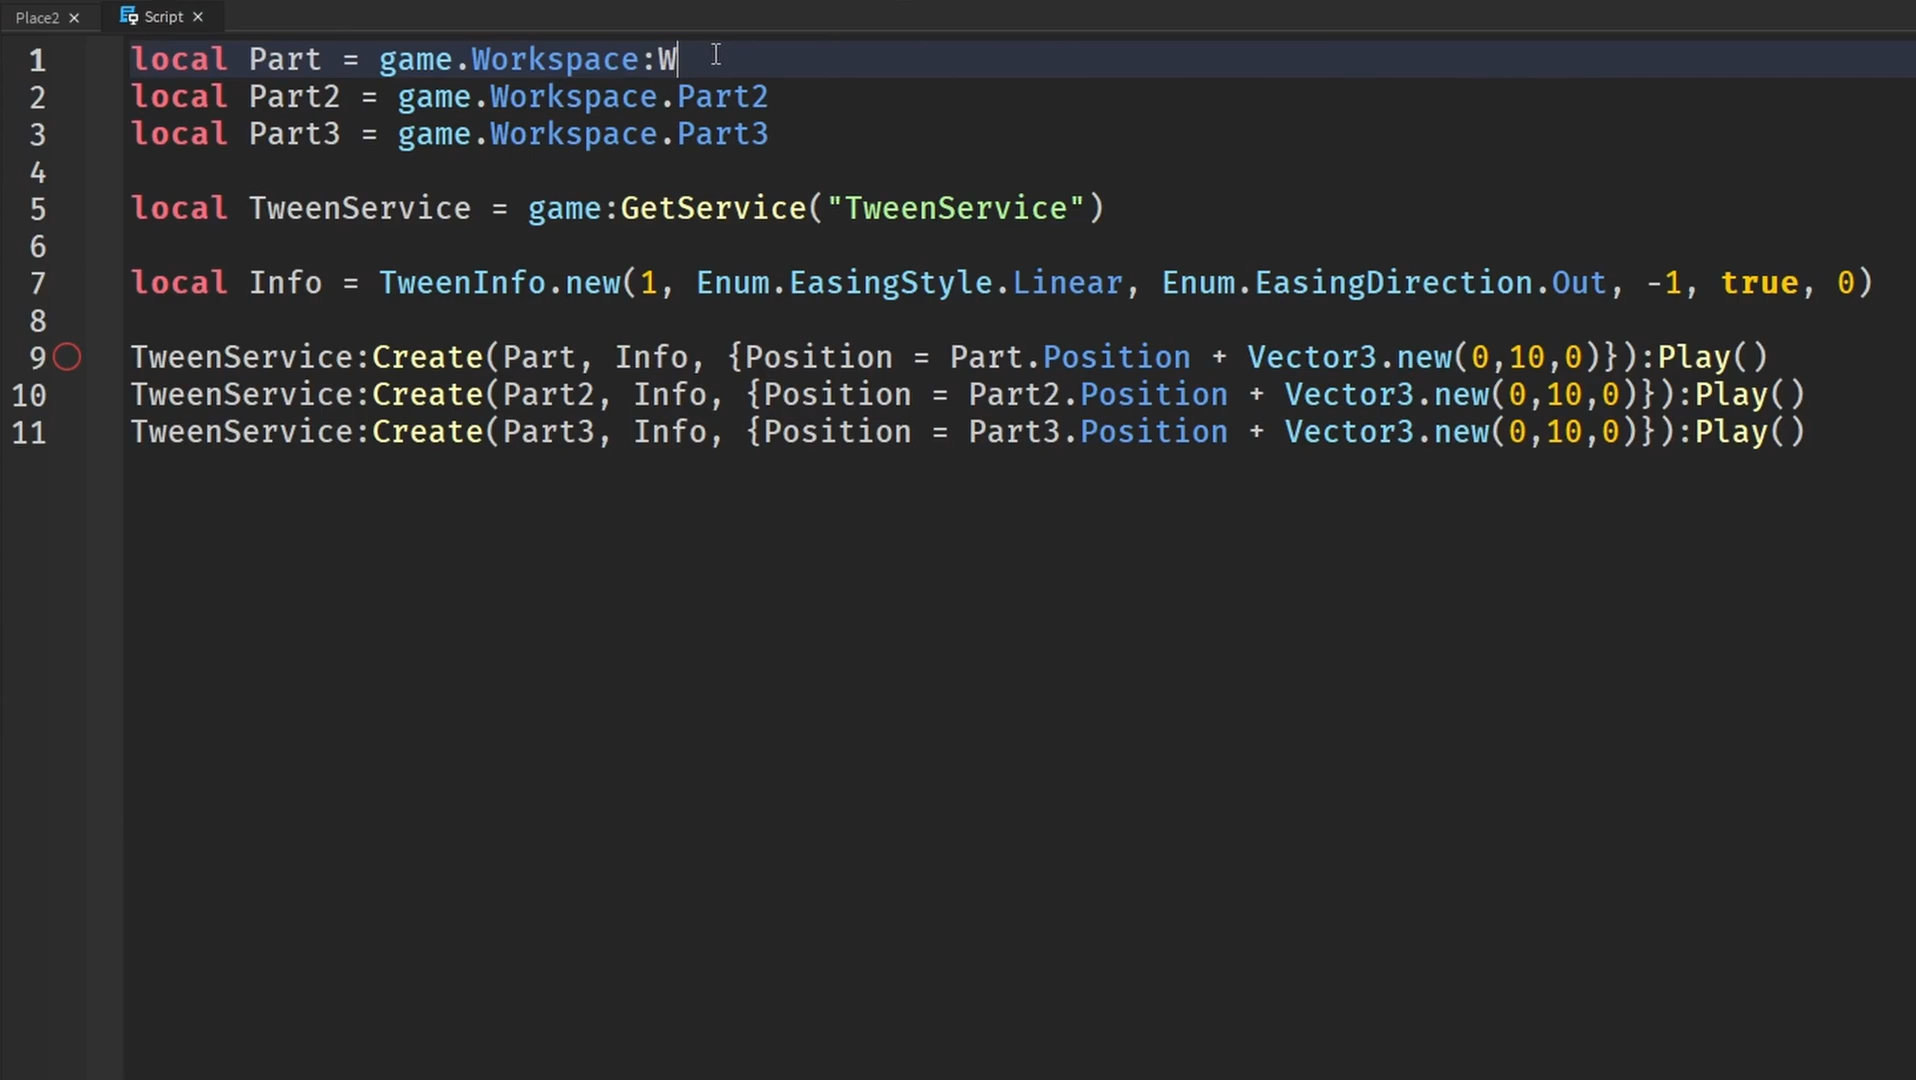 Place2 × Script ×
1 local Part = game.Workspace:W
2 local Part2 = game.Workspace.Part2
3 local Part3 = game.Workspace.Part3
4
5 local TweenService = game:GetService("TweenService")
6
7 local Info = TweenInfo.new(1, Enum.EasingStyle.Linear, Enum.EasingDirection.Out, -1, true, 0)
8
9 TweenService:Create(Part, Info, {Position = Part.Position + Vector3.new(0,10,0)}):Play()
10 TweenService:Create(Part2, Info, {Position = Part2.Position + Vector3.new(0,10,0)}):Play()
11 TweenService:Create(Part3, Info, {Position = Part3.Position + Vector3.new(0,10,0)}):Play()